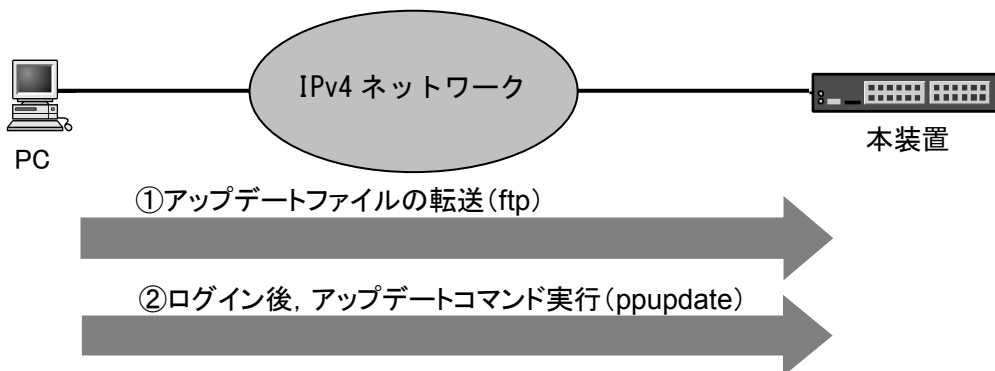 IPv4 ネットワーク
PC
本装置
①アップデートファイルの転送(ftp)
②ログイン後,アップデートコマンド実行(ppupdate)